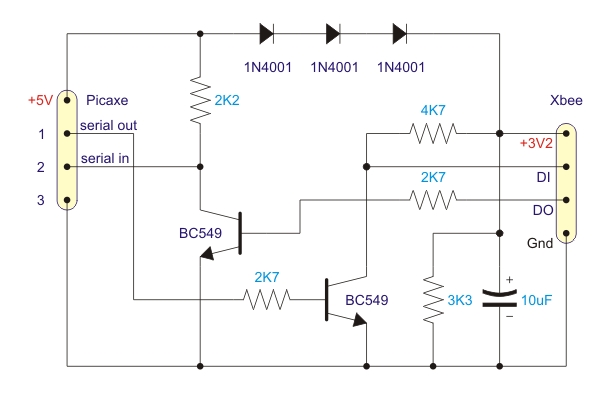 1N4001 1N4001 1N4001
+5V Picaxe
2K2
Xbee
4K7
1 serial out
+3V2
2 serial in
2K7
DI
3
DO
BC549
Gnd
2K7
BC549
3K3
+
10uF
−